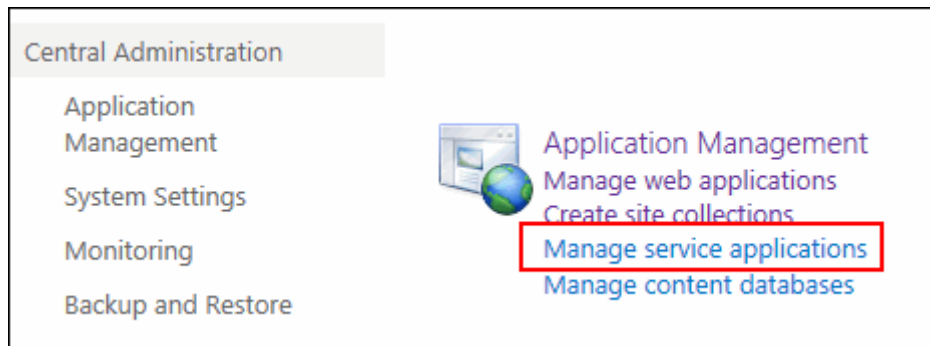 Central Administration
Application
Management
System Settings
Monitoring
Backup and Restore
Application Management
Manage web applications
Create site collections
Manage service applications
Manage content databases